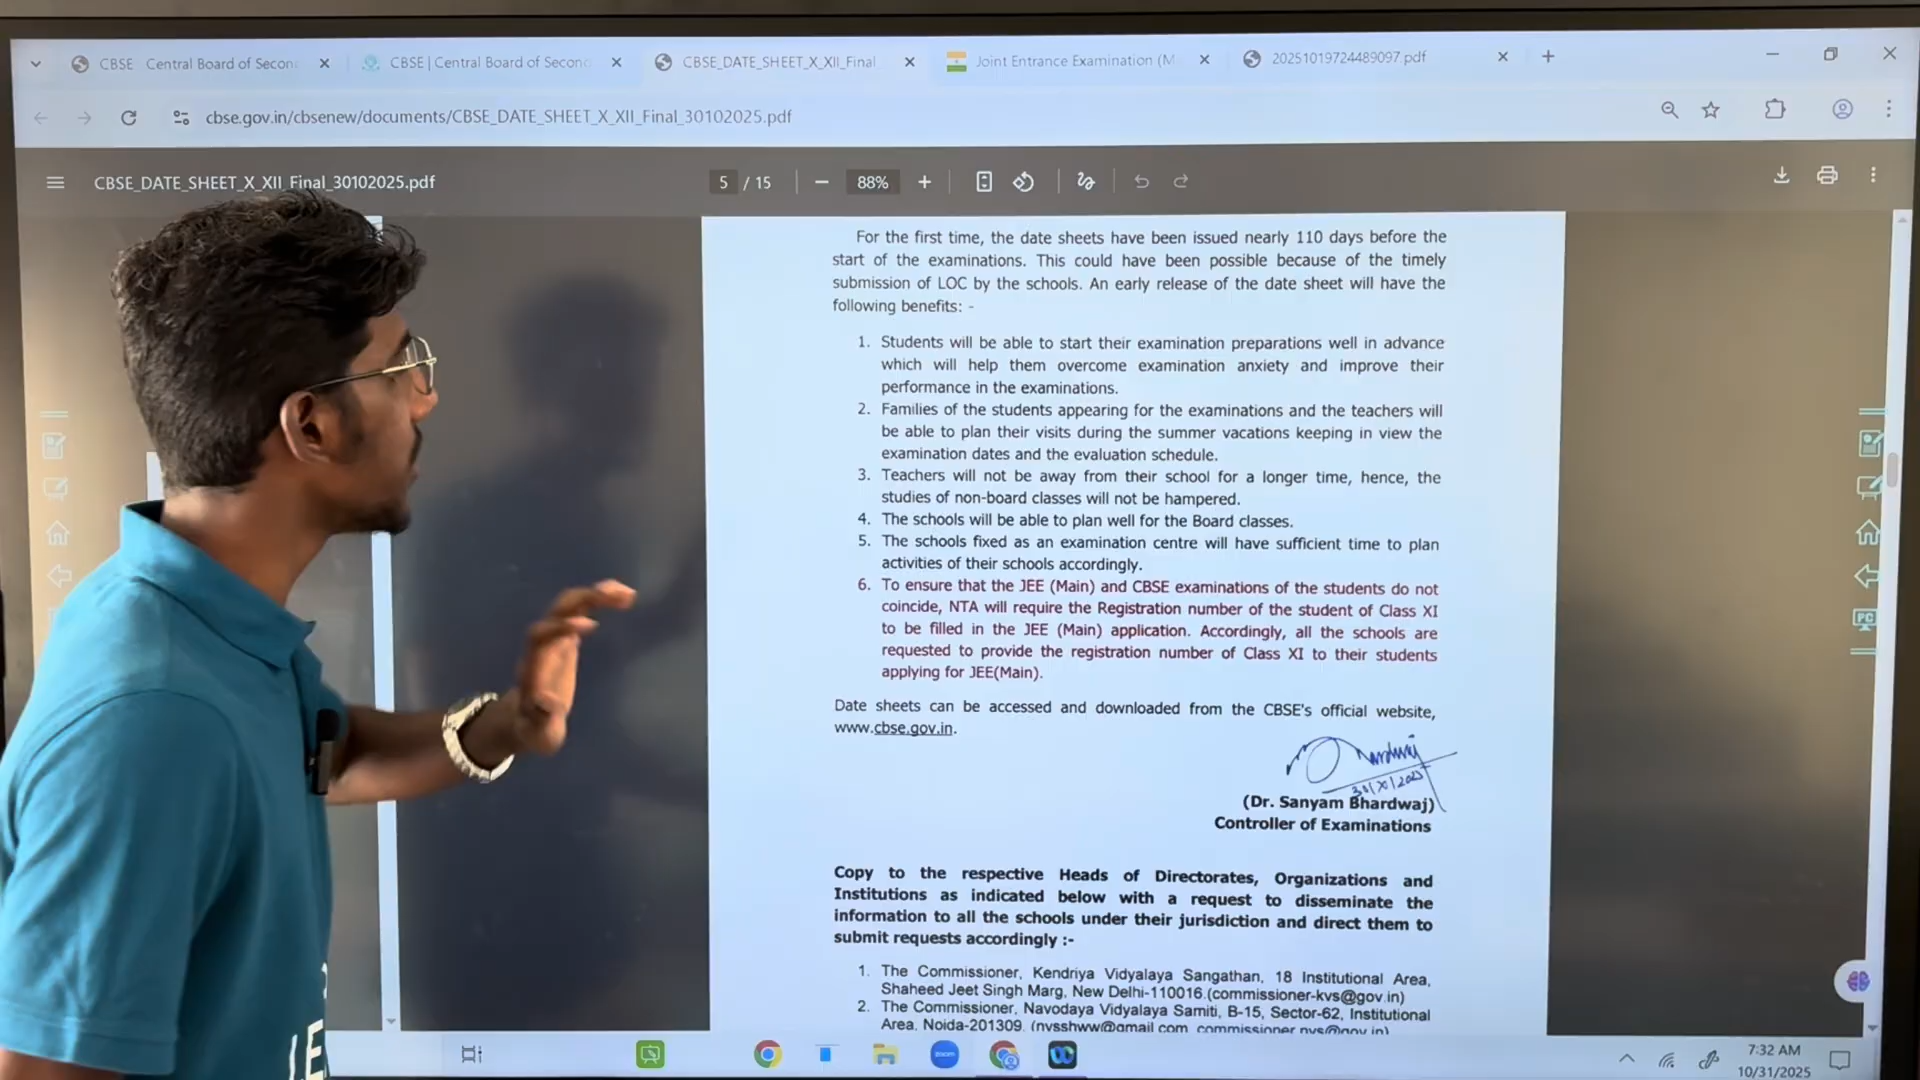 CBSE Central Board of Secon
CBSE | Central Board of Secono
CBSE_DATE_SHEET_X_XII_Final
Joint Entrance Examination (M
20251019724489097 pdf
cbse.gov.in/cbsenew/documents/CBSE_DATE_SHEET_X_XII_Final_30102025.pdf
CBSE_DATE_SHEET_X_XII_Final_30102025.pdf
5 / 15
88%
For the first time, the date sheets have been issued nearly 110 days before the
start of the examinations. This could have been possible because of the timely
submission of LOC by the schools. An early release of the date sheet will have the
following benefits: -
1. Students will be able to start their examination preparations well in advance
which will help them overcome examination anxiety and improve their
performance in the examinations.
2. Families of the students appearing for the examinations and the teachers will
be able to plan their visits during the summer vacations keeping in view the
examination dates and the evaluation schedule.
3. Teachers will not be away from their school for a longer time, hence, the
studies of non-board classes will not be hampered.
4. The schools will be able to plan well for the Board classes.
5. The schools fixed as an examination centre will have sufficient time to plan
activities of their schools accordingly.
6. To ensure that the JEE (Main) and CBSE examinations of the students do not
coincide, NTA will require the Registration number of the student of Class XI
to be filled in the JEE (Main) application. Accordingly, all the schools are
requested to provide the registration number of Class XI to their students
applying for JEE(Main).
Date sheets can be accessed and downloaded from the CBSE's official website,
www.cbse.gov.in.
(Dr. Sanyam Bhardwaj)
Controller of Examinations
Copy to the respective Heads of Directorates, Organizations and
Institutions as indicated below with a request to disseminate the
information to all the schools under their jurisdiction and direct them to
submit requests accordingly :-
1. The Commissioner, Kendriya Vidyalaya Sangathan, 18 Institutional Area,
Shaheed Jeet Singh Marg, New Delhi-110016.(commissioner-kvs@gov.in)
2. The Commissioner, Navodaya Vidyalaya Samiti, B-15, Sector-62, Institutional
Area, Noida-201309. (nvsshww@gmail.com, commissioner.nvs@gov.in)
PC
LE
zoom
7:32 AM
10/31/2025